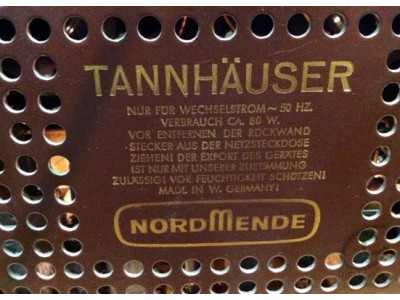 TANNHÄUSER
NUR FÜR WECHSELSTROM ~ 50 HZ.
VERBRAUCH CA. 80 W.
VOR ENTFERNEN DER RÜCKWAND
STECKER AUS DER NETZSTECKDOSE
ZIEHEN! DER EXPORT DES GERÄTES
IST NUR MIT UNSERER ZUSTIMMUNG
ZULÄSSIG! VOR FEUCHTIGKEIT SCHÜTZEN!
MADE IN W. GERMANY!
NORDMENDE